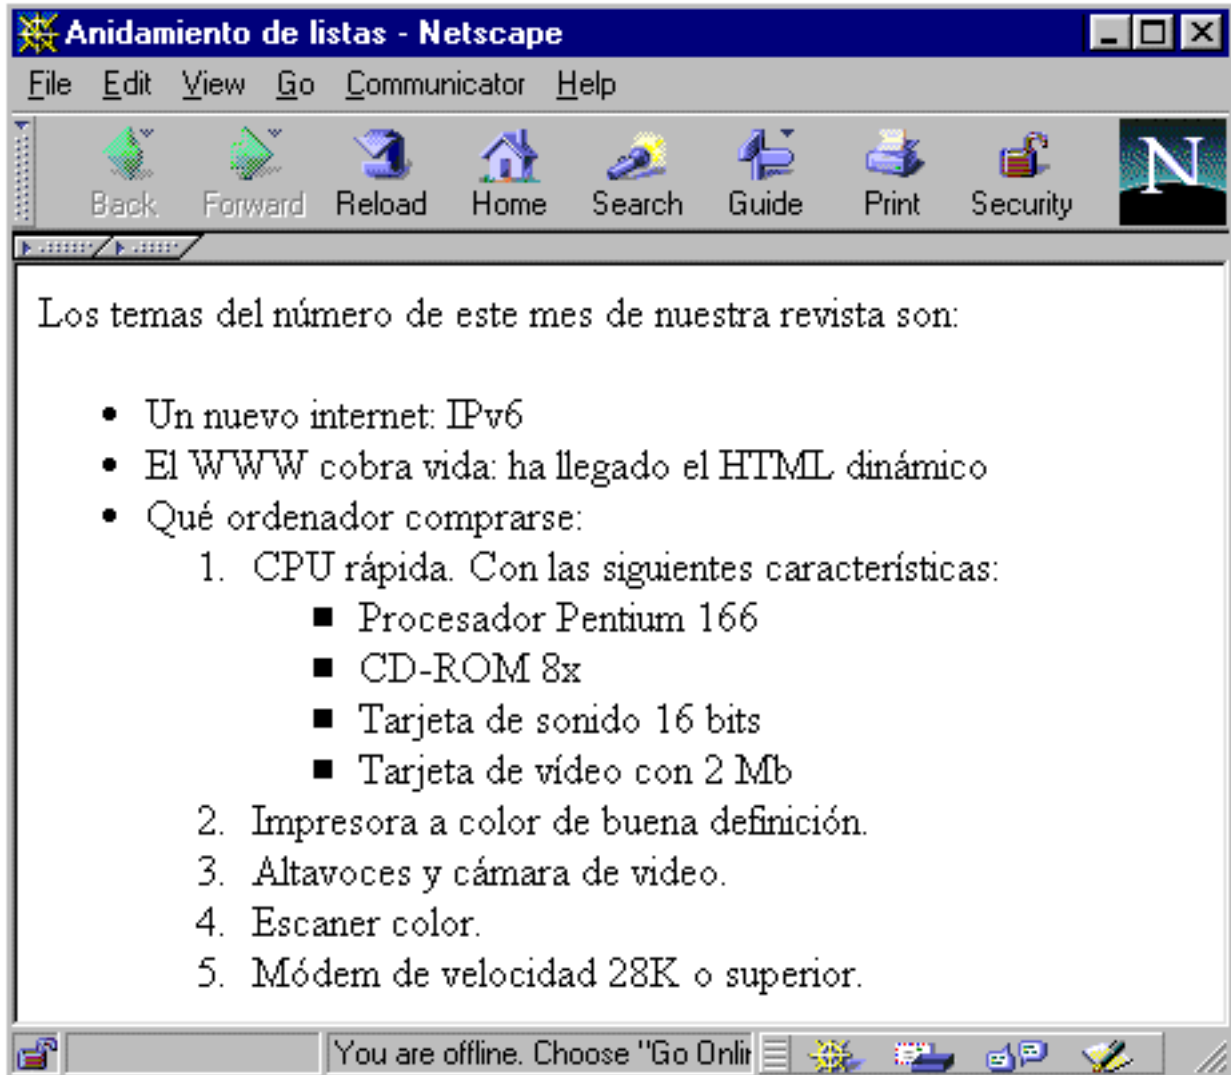 Anidamiento de listas - Netscape
File Edit View Go Communicator Help
Back Forward Reload Home Search Guide Print Security
N
Los temas del número de este mes de nuestra revista son:
• Un nuevo internet: IPv6
• El WWW cobra vida: ha llegado el HTML dinámico
• Qué ordenador comprarse:
1. CPU rápida. Con las siguientes características:
■ Procesador Pentium 166
■ CD-ROM 8x
■ Tarjeta de sonido 16 bits
■ Tarjeta de vídeo con 2 Mb
2. Impresora a color de buena definición.
3. Altavoces y cámara de video.
4. Escaner color.
5. Módem de velocidad 28K o superior.
You are offline. Choose "Go Onlin